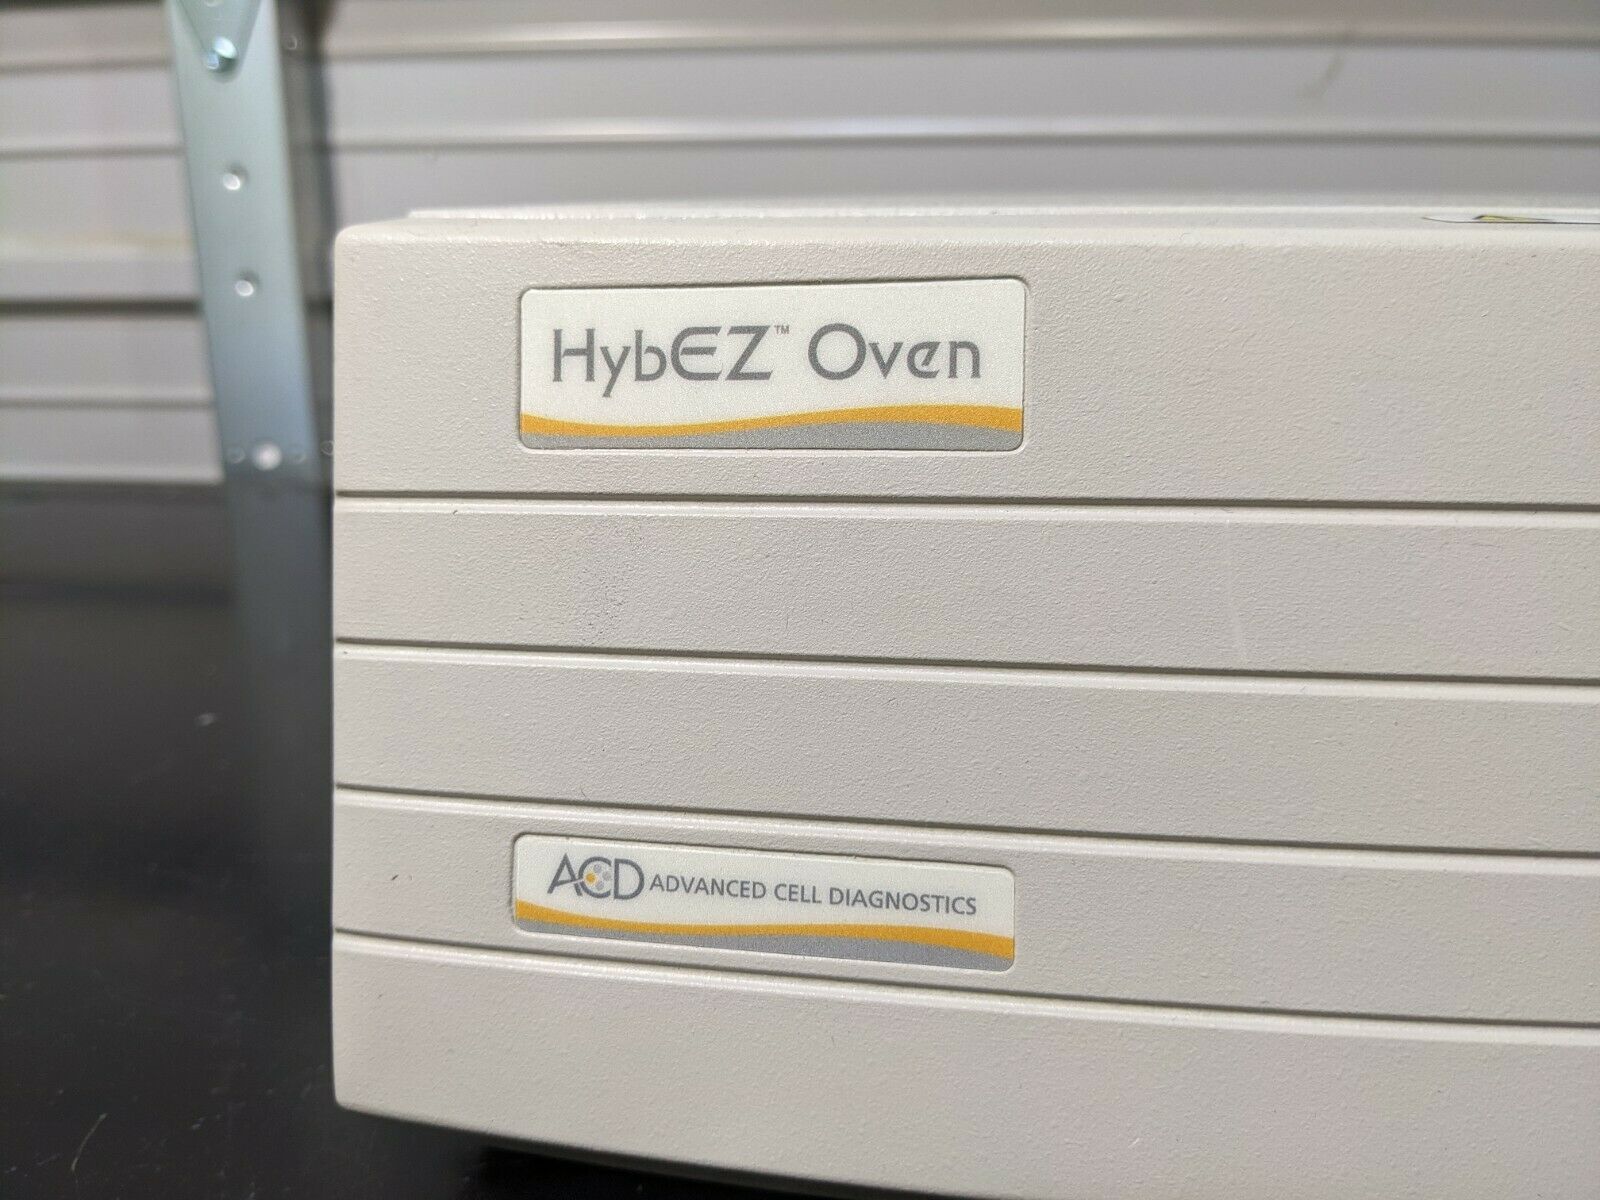 HybEZ™ Oven
ACD ADVANCED CELL DIAGNOSTICS